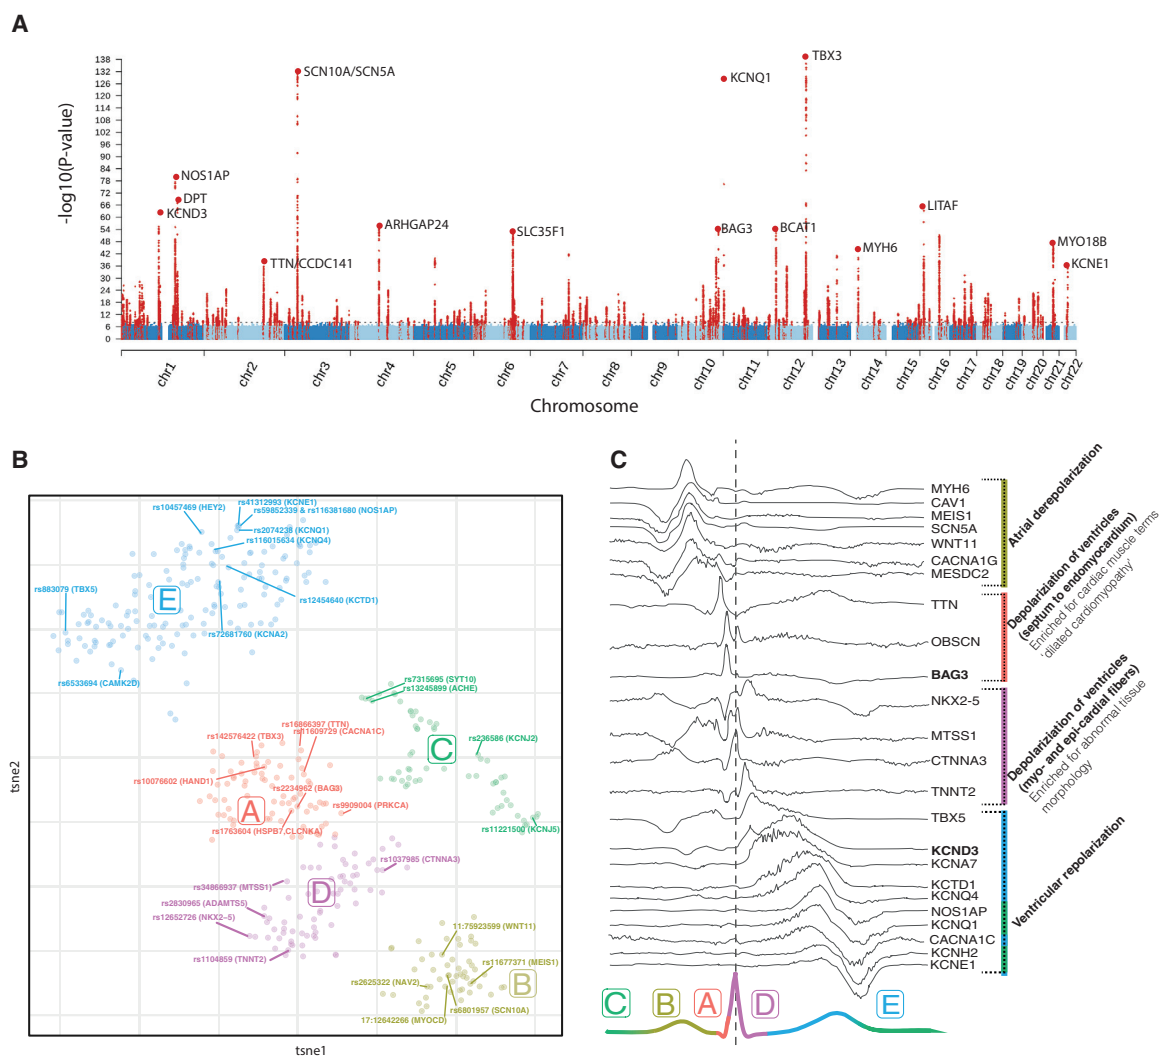 A
-log10(P-value)
138
132
126
120
114
108
102
96
90
84
78
72
66
60
54
48
42
36
30
24
18
12
6
0
TBX3
SCN10A/SCN5A
KCNQ1
NOS1AP
DPT
KCND3
LITAF
ARHGAP24
SLC35F1
BAG3
BCAT1
MYH6
MYO18B
TTN/CCDC141
KCNE1
chr1
chr2
chr3
chr4
chr5
chr6
chr7
chr8
chr9
chr10
chr11
chr12
chr13
chr14
chr15
chr16
chr17
chr18
chr19
chr20
chr21
chr22
Chromosome
B
rs41312993 (KCNE1)
rs10457469 (HEY2)
rs59852339 & rs116381680 (NOS1AP)
rs2074238 (KCNQ1)
rs116015634 (KCNQ4)
rs883079 (TBX5)
E
rs12454640 (KCTD1)
rs72681760 (KCNA2)
rs6533694 (CAMK2D)
rs7315695 (SYT10)
rs13245899 (ACHE)
rs16866397 (TTN)
rs11609729 (CACNA1C)
rs142576422 (TBX3)
rs236586 (KCNJ2)
C
rs10076602 (HAND1)
rs2234962 (BAG3)
A
rs9909004 (PRKCA)
rs1763604 (HSPB7,CLCNKA)
rs11221500 (KCNJ5)
rs1037985 (CTNNA3)
rs34866937 (MTSS1)
D
rs2830965 (ADAMTS5)
rs12652726 (NKX2-5)
rs1104859 (TNNT2)
11:75923599 (WNT11)
rs11677371 (MEIS1)
rs2625322 (NAV2)
B
rs6801957 (SCN10A)
17:12642266 (MYOCD)
tsne2
tsne1
C
MYH6
CAV1
MEIS1
SCN5A
WNT11
CACNA1G
MESDC2
TTN
OBSCN
BAG3
NKX2-5
MTSS1
CTNNA3
TNNT2
TBX5
KCND3
KCNA7
KCTD1
KCNQ4
NOS1AP
KCNQ1
CACNA1C
KCNH2
KCNE1
Atrial derepolarization
Depolariziation of ventricles
(septum to endomyocardium)
Enriched for cardiac muscle terms
'dilated cardiomyopathy'
Depolariziation of ventricles
(myo- and epi-cardial fibers)
Enriched for abnormal tissue
morphology
Ventricular repolarization
C
B
A
D
E